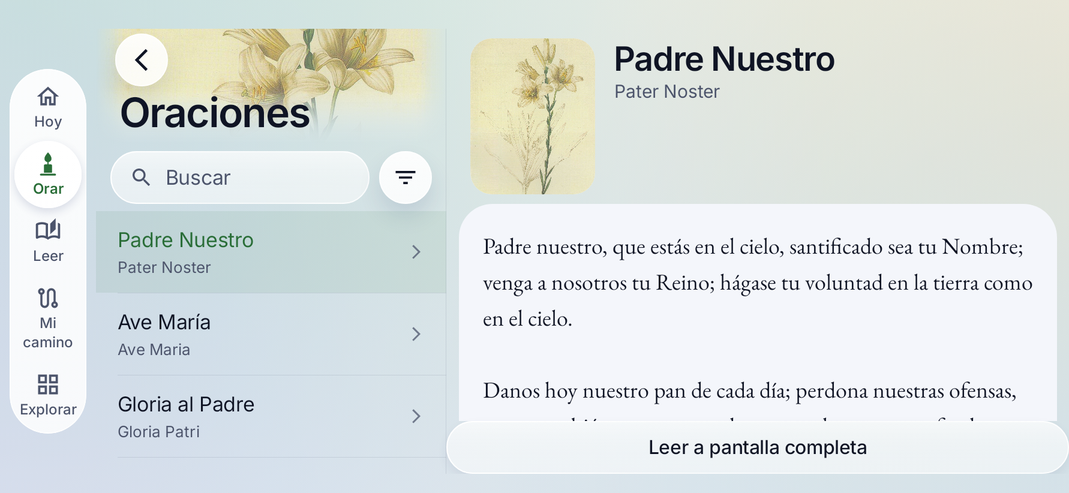 Hoy
Orar
Leer
Mi
camino
Explorar
Oraciones
Buscar
Padre Nuestro
Pater Noster
Ave María
Ave Maria
Gloria al Padre
Gloria Patri
Padre Nuestro
Pater Noster
Padre nuestro, que estás en el cielo, santificado sea tu Nombre;
venga a nosotros tu Reino; hágase tu voluntad en la tierra como
en el cielo.
Danos hoy nuestro pan de cada día; perdona nuestras ofensas,
Leer a pantalla completa